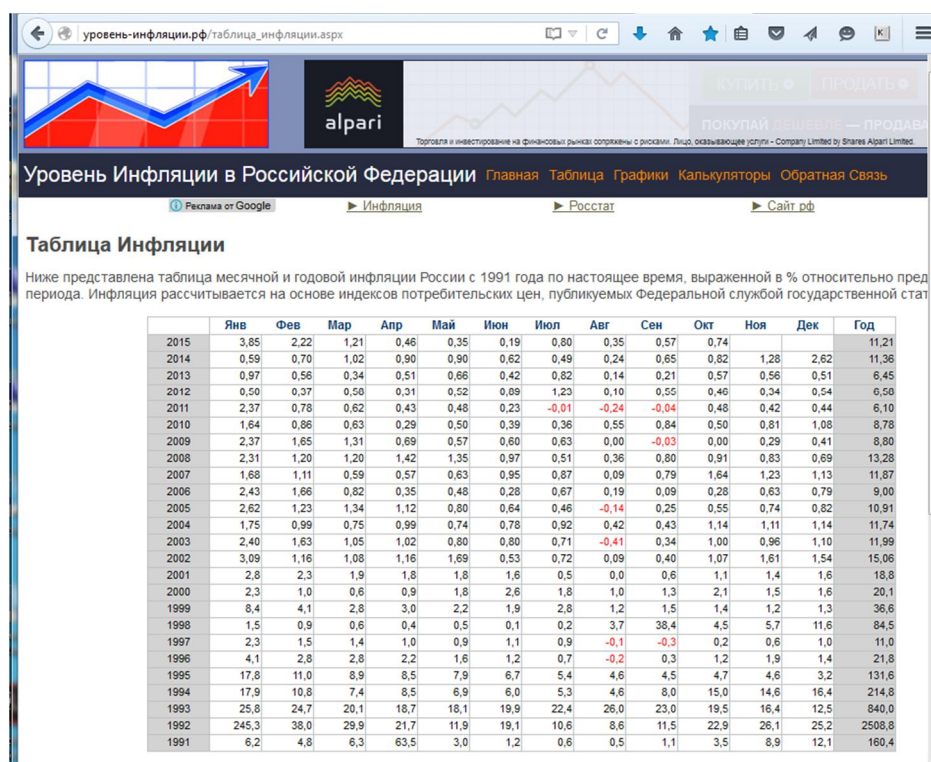 уровень-инфляции.рф/таблица_инфляции.aspx
КУПИТЬ ПРОДАТЬ
alpari
ПОКУПАЙ ДЕШЕВЛЕ — ПРОДАВА
Торговля и инвестирование на финансовых рынках сопряжены с рисками. Лицо, оказывающее услуги - Company Limited by Shares Alpari Limited.
Уровень Инфляции в Российской Федерации Главная Таблица Графики Калькуляторы Обратная Связь
Реклама от Google ► Инфляция ► Росстат ► Сайт рф
Таблица Инфляции
Ниже представлена таблица месячной и годовой инфляции России с 1991 года по настоящее время, выраженной в % относительно пред
периода. Инфляция рассчитывается на основе индексов потребительских цен, публикуемых Федеральной службой государственной стат
Янв Фев Мар Апр Май Июн Июл Авг Сен Окт Ноя Дек Год
2015 3,85 2,22 1,21 0,46 0,35 0,19 0,80 0,35 0,57 0,74 11,21
2014 0,59 0,70 1,02 0,90 0,90 0,62 0,49 0,24 0,65 0,82 1,28 2,62 11,36
2013 0,97 0,56 0,34 0,51 0,66 0,42 0,82 0,14 0,21 0,57 0,56 0,51 6,45
2012 0,50 0,37 0,58 0,31 0,52 0,89 1,23 0,10 0,55 0,46 0,34 0,54 6,58
2011 2,37 0,78 0,62 0,43 0,48 0,23 -0,01 -0,24 -0,04 0,48 0,42 0,44 6,10
2010 1,64 0,86 0,63 0,29 0,50 0,39 0,36 0,55 0,84 0,50 0,81 1,08 8,78
2009 2,37 1,65 1,31 0,69 0,57 0,60 0,63 0,00 -0,03 0,00 0,29 0,41 8,80
2008 2,31 1,20 1,20 1,42 1,35 0,97 0,51 0,36 0,80 0,91 0,83 0,69 13,28
2007 1,68 1,11 0,59 0,57 0,63 0,95 0,87 0,09 0,79 1,64 1,23 1,13 11,87
2006 2,43 1,66 0,82 0,35 0,48 0,28 0,67 0,19 0,09 0,28 0,63 0,79 9,00
2005 2,62 1,23 1,34 1,12 0,80 0,64 0,46 -0,14 0,25 0,55 0,74 0,82 10,91
2004 1,75 0,99 0,75 0,99 0,74 0,78 0,92 0,42 0,43 1,14 1,11 1,14 11,74
2003 2,40 1,63 1,05 1,02 0,80 0,80 0,71 -0,41 0,34 1,00 0,96 1,10 11,99
2002 3,09 1,16 1,08 1,16 1,69 0,53 0,72 0,09 0,40 1,07 1,61 1,54 15,06
2001 2,8 2,3 1,9 1,8 1,8 1,6 0,5 0,0 0,6 1,1 1,4 1,6 18,8
2000 2,3 1,0 0,6 0,9 1,8 2,6 1,8 1,0 1,3 2,1 1,5 1,6 20,1
1999 8,4 4,1 2,8 3,0 2,2 1,9 2,8 1,2 1,5 1,4 1,2 1,3 36,6
1998 1,5 0,9 0,6 0,4 0,5 0,1 0,2 3,7 38,4 4,5 5,7 11,6 84,5
1997 2,3 1,5 1,4 1,0 0,9 1,1 0,9 -0,1 -0,3 0,2 0,6 1,0 11,0
1996 4,1 2,8 2,8 2,2 1,6 1,2 0,7 -0,2 0,3 1,2 1,9 1,4 21,8
1995 17,8 11,0 8,9 8,5 7,9 6,7 5,4 4,6 4,5 4,7 4,6 3,2 131,6
1994 17,9 10,8 7,4 8,5 6,9 6,0 5,3 4,6 8,0 15,0 14,6 16,4 214,8
1993 25,8 24,7 20,1 18,7 18,1 19,9 22,4 26,0 23,0 19,5 16,4 12,5 840,0
1992 245,3 38,0 29,9 21,7 11,9 19,1 10,6 8,6 11,5 22,9 26,1 25,2 2508,8
1991 6,2 4,8 6,3 63,5 3,0 1,2 0,6 0,5 1,1 3,5 8,9 12,1 160,4